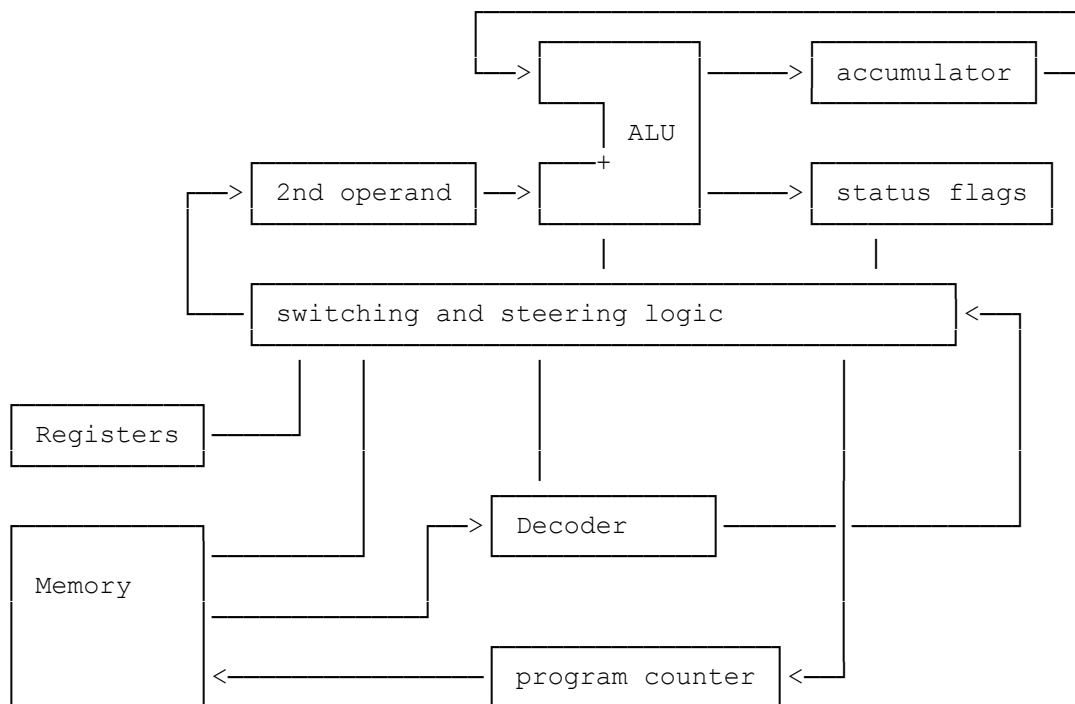 accumulator
ALU
2nd operand
status flags
switching and steering logic
Registers
Decoder
Memory
program counter